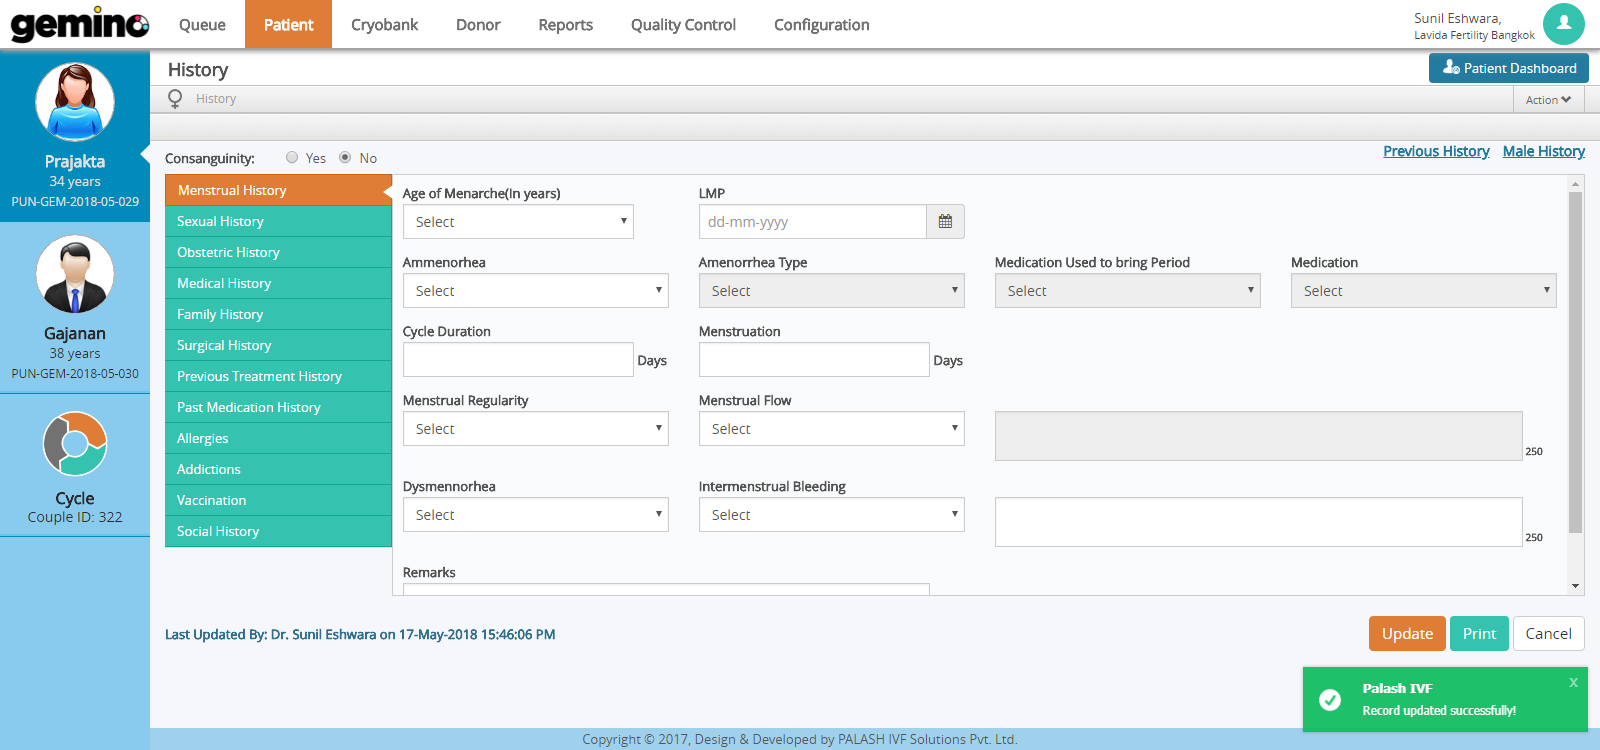 gemino Queue Patient Cryobank Donor Reports Quality Control Configuration
Sunil Eshwara,
Lavida Fertility Bangkok
Prajakta
34 years
PUN-GEM-2018-05-029
Gajanan
38 years
PUN-GEM-2018-05-030
Cycle
Couple ID: 322
History
Patient Dashboard
History
Action
Consanguinity: Yes No
Previous History Male History
Menstrual History
Sexual History
Obstetric History
Medical History
Family History
Surgical History
Previous Treatment History
Past Medication History
Allergies
Addictions
Vaccination
Social History
Age of Menarche(In years) LMP
Select dd-mm-yyyy
Ammenorhea Amenorrhea Type Medication Used to bring Period Medication
Select Select Select Select
Cycle Duration Menstruation
Days Days
Menstrual Regularity Menstrual Flow
Select Select
250
Dysmennorhea Intermenstrual Bleeding
Select Select
250
Remarks
Last Updated By: Dr. Sunil Eshwara on 17-May-2018 15:46:06 PM
Update Print Cancel
Palash IVF x
Record updated successfully!
Copyright © 2017, Design & Developed by PALASH IVF Solutions Pvt. Ltd.